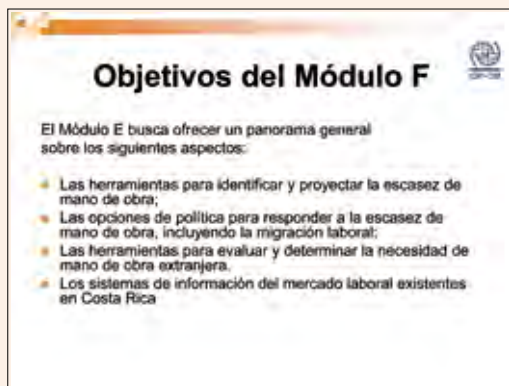 Objetivos del Módulo F
El Módulo E busca ofrecer un panorama general
sobre los siguientes aspectos:
Las herramientas para identificar y proyectar la escasez de
mano de obra;
Las opciones de política para responder a la escasez de
mano de obra, incluyendo la migración laboral;
Las herramientas para evaluar y determinar la necesidad de
mano de obra extranjera.
Los sistemas de información del mercado laboral existentes
en Costa Rica